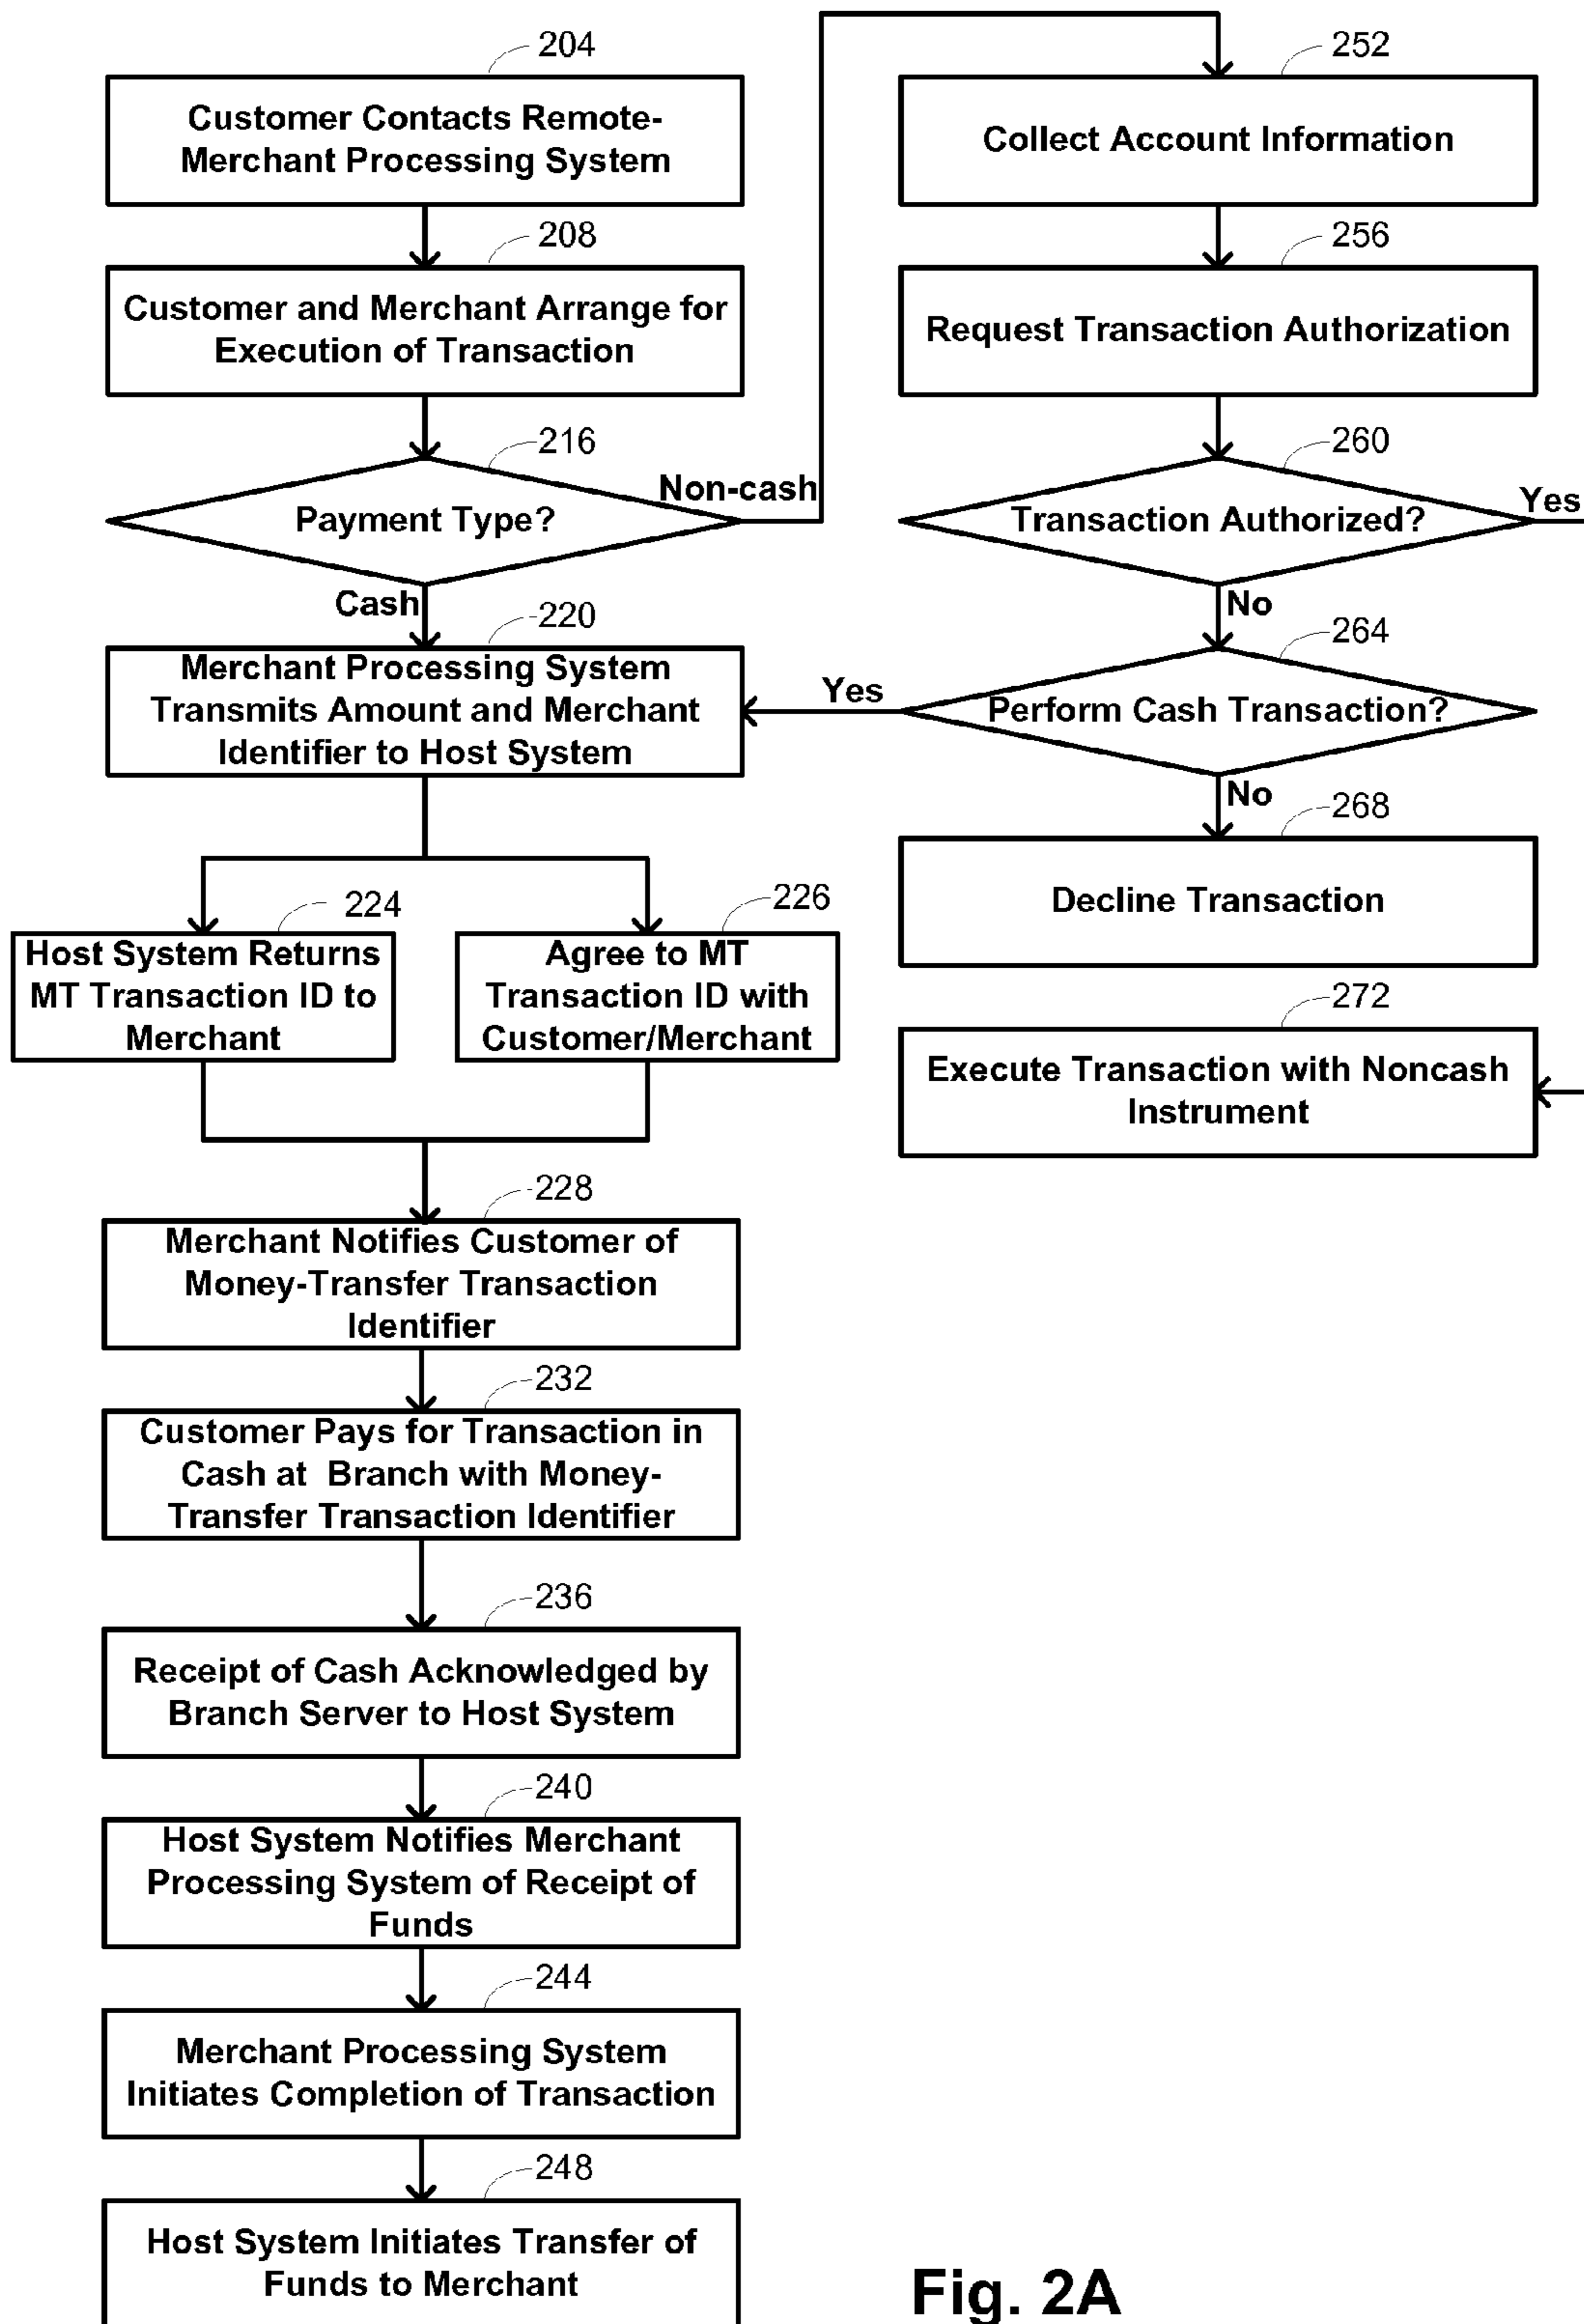 204
Customer Contacts Remote-
Merchant Processing System
208
Customer and Merchant Arrange for
Execution of Transaction
216
Payment Type?
Non-cash
Cash
220
Merchant Processing System
Transmits Amount and Merchant
Identifier to Host System
224
Host System Returns
MT Transaction ID to
Merchant
226
Agree to MT
Transaction ID with
Customer/Merchant
228
Merchant Notifies Customer of
Money-Transfer Transaction
Identifier
232
Customer Pays for Transaction in
Cash at Branch with Money-
Transfer Transaction Identifier
236
Receipt of Cash Acknowledged by
Branch Server to Host System
240
Host System Notifies Merchant
Processing System of Receipt of
Funds
244
Merchant Processing System
Initiates Completion of Transaction
248
Host System Initiates Transfer of
Funds to Merchant
252
Collect Account Information
256
Request Transaction Authorization
260
Transaction Authorized?
Yes
No
264
Perform Cash Transaction?
Yes
No
268
Decline Transaction
272
Execute Transaction with Noncash
Instrument
Fig. 2A